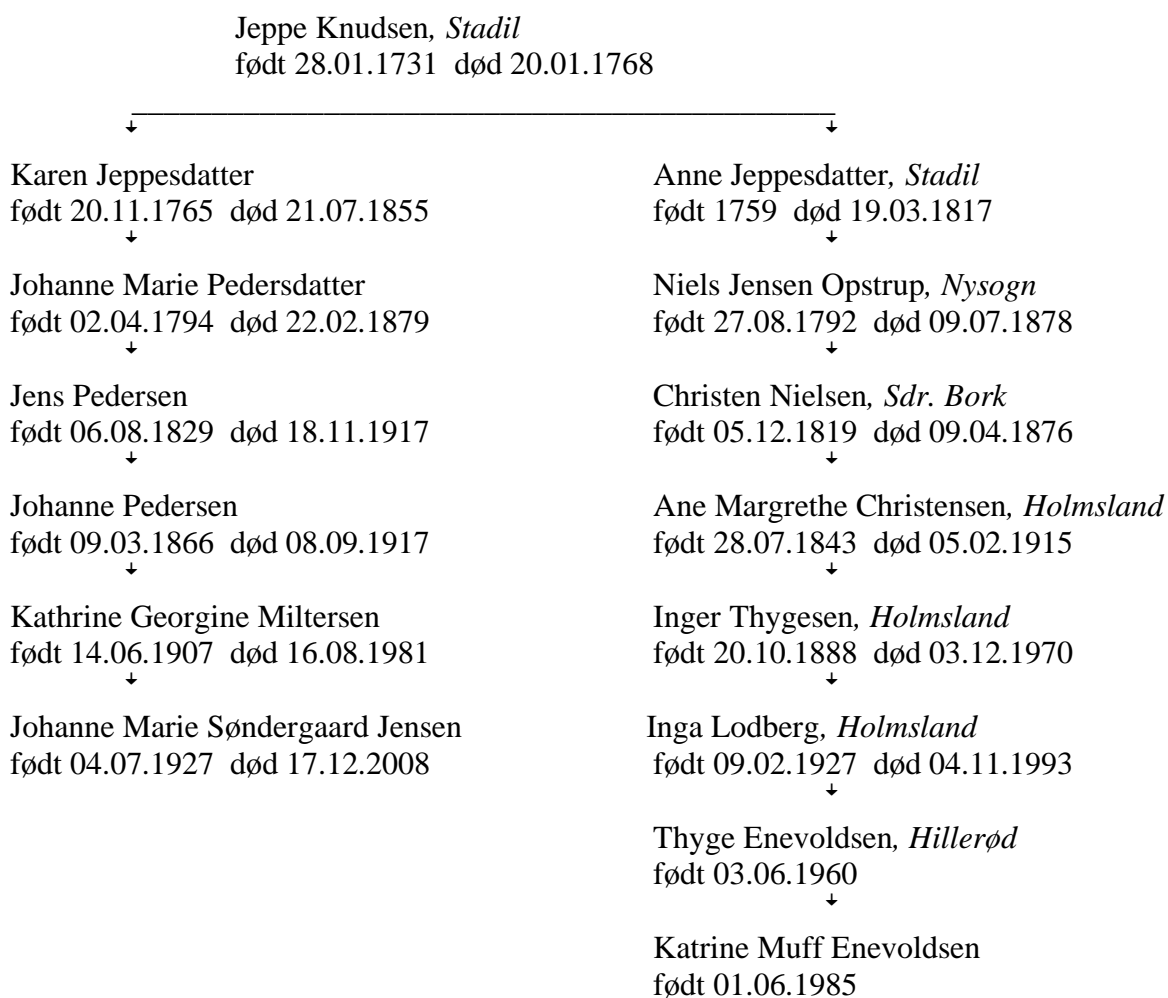 Jeppe Knudsen, Stadil
født 28.01.1731 død 20.01.1768
Karen Jeppesdatter
født 20.11.1765 død 21.07.1855
Johanne Marie Pedersdatter
født 02.04.1794 død 22.02.1879
Jens Pedersen
født 06.08.1829 død 18.11.1917
Johanne Pedersen
født 09.03.1866 død 08.09.1917
Kathrine Georgine Miltersen
født 14.06.1907 død 16.08.1981
Johanne Marie Søndergaard Jensen
født 04.07.1927 død 17.12.2008
Anne Jeppesdatter, Stadil
født 1759 død 19.03.1817
Niels Jensen Opstrup, Nysogn
født 27.08.1792 død 09.07.1878
Christen Nielsen, Sdr. Bork
født 05.12.1819 død 09.04.1876
Ane Margrethe Christensen, Holmsland
født 28.07.1843 død 05.02.1915
Inger Thygesen, Holmsland
født 20.10.1888 død 03.12.1970
Inga Lodberg, Holmsland
født 09.02.1927 død 04.11.1993
Thyge Enevoldsen, Hillerød
født 03.06.1960
Katrine Muff Enevoldsen
født 01.06.1985